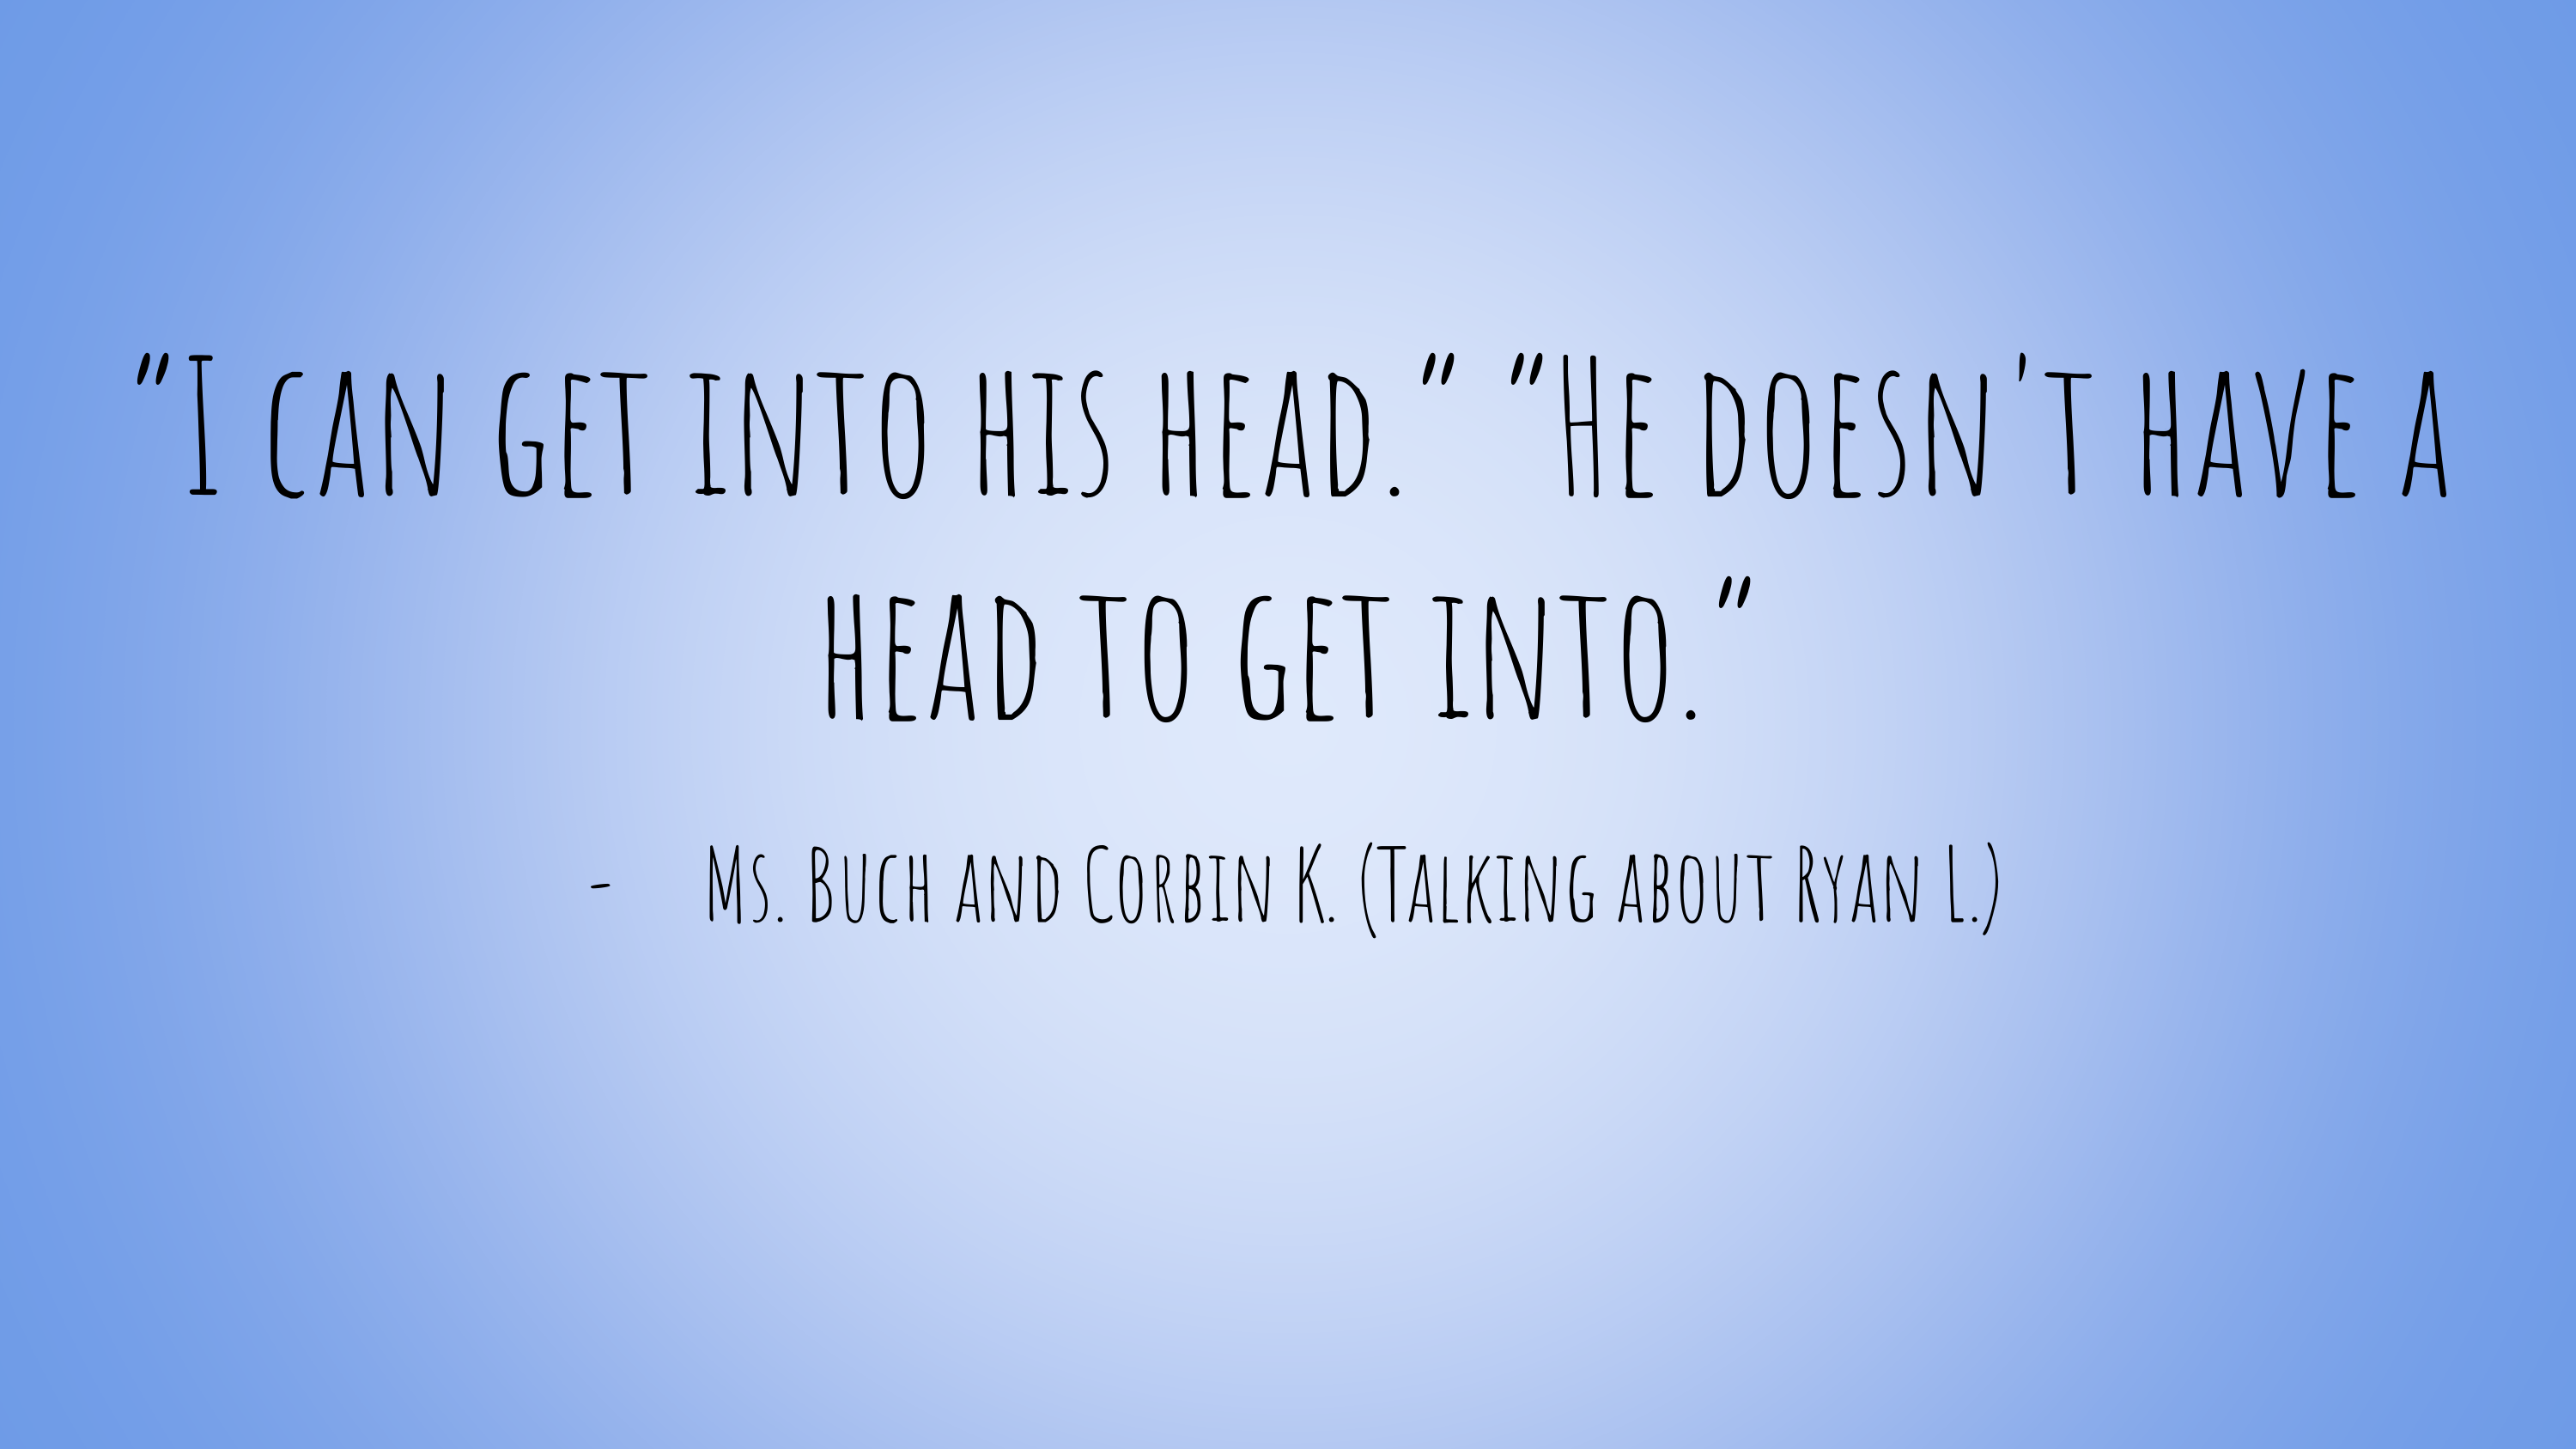 "I can get into his head." "He doesn't have a
head to get into."
- Ms. Buch and Corbin K. (Talking about Ryan L.)